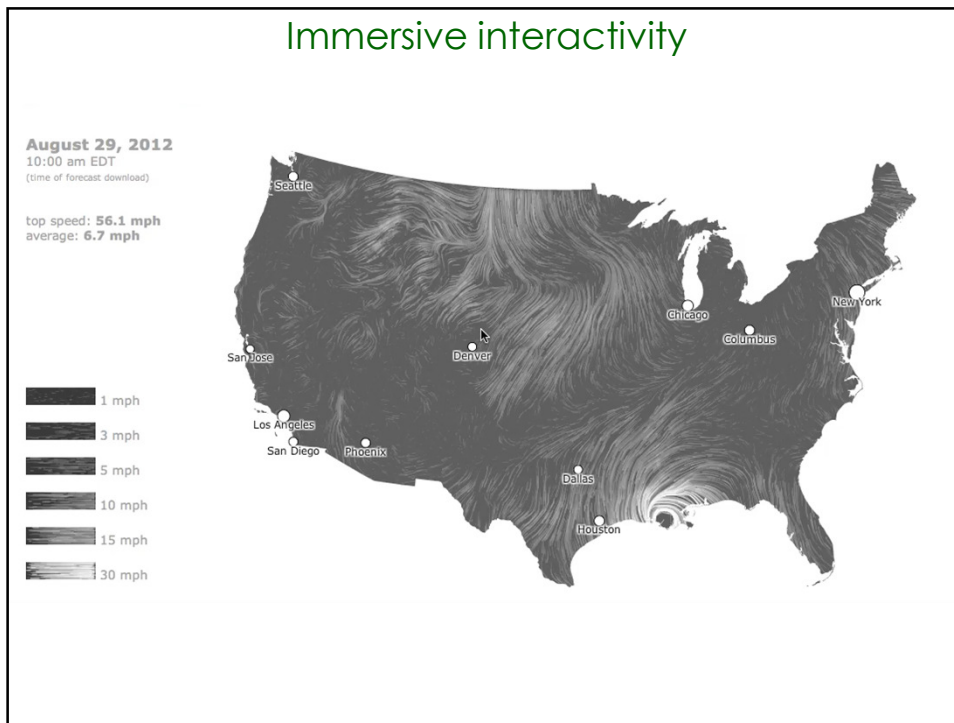 Immersive interactivity
August 29, 2012
10:00 am EDT
(time of forecast download)
top speed: 56.1 mph
average: 6.7 mph
1 mph
3 mph
5 mph
10 mph
15 mph
30 mph
Seattle
New York
Chicago
Columbus
San Jose
Denver
Los Angeles
San Diego
Phoenix
Dallas
Houston